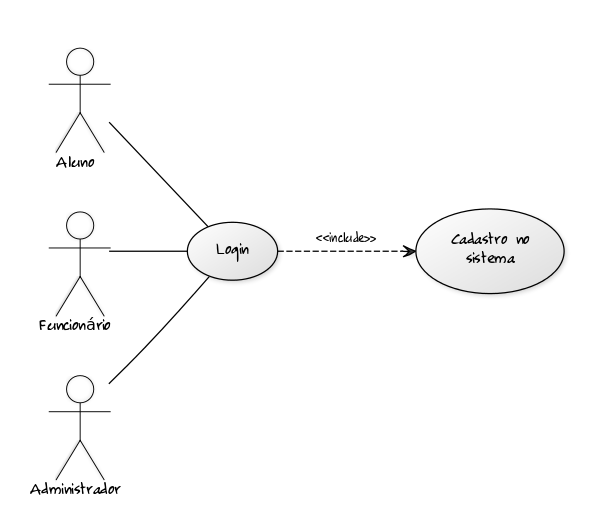 Aluno
Login
<<include>>
Cadastro no
sistema
Funcionário
Administrador